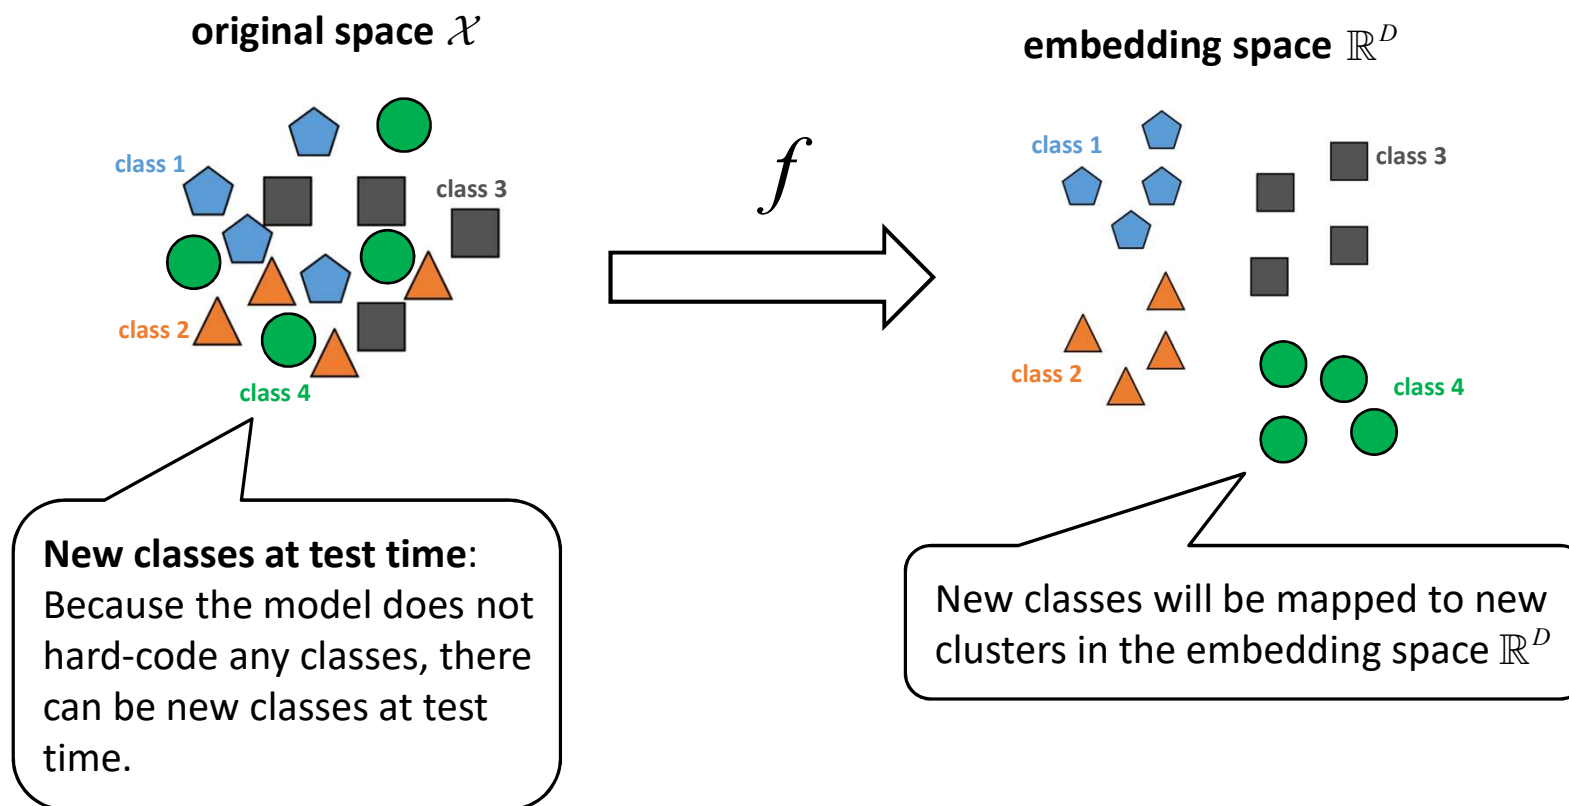 original space 𝒳
embedding space ℝᴰ
class 1
class 3
class 2
class 4
f
class 1
class 3
class 2
class 4
New classes at test time:
Because the model does not
hard-code any classes, there
can be new classes at test
time.
New classes will be mapped to new
clusters in the embedding space ℝᴰ